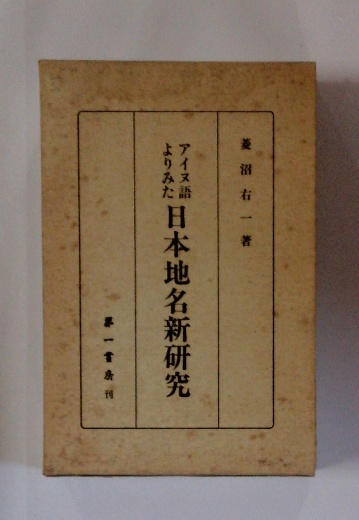 菱沼右一著
アイヌ語
よりみた
日本地名新研究
第一書房刊